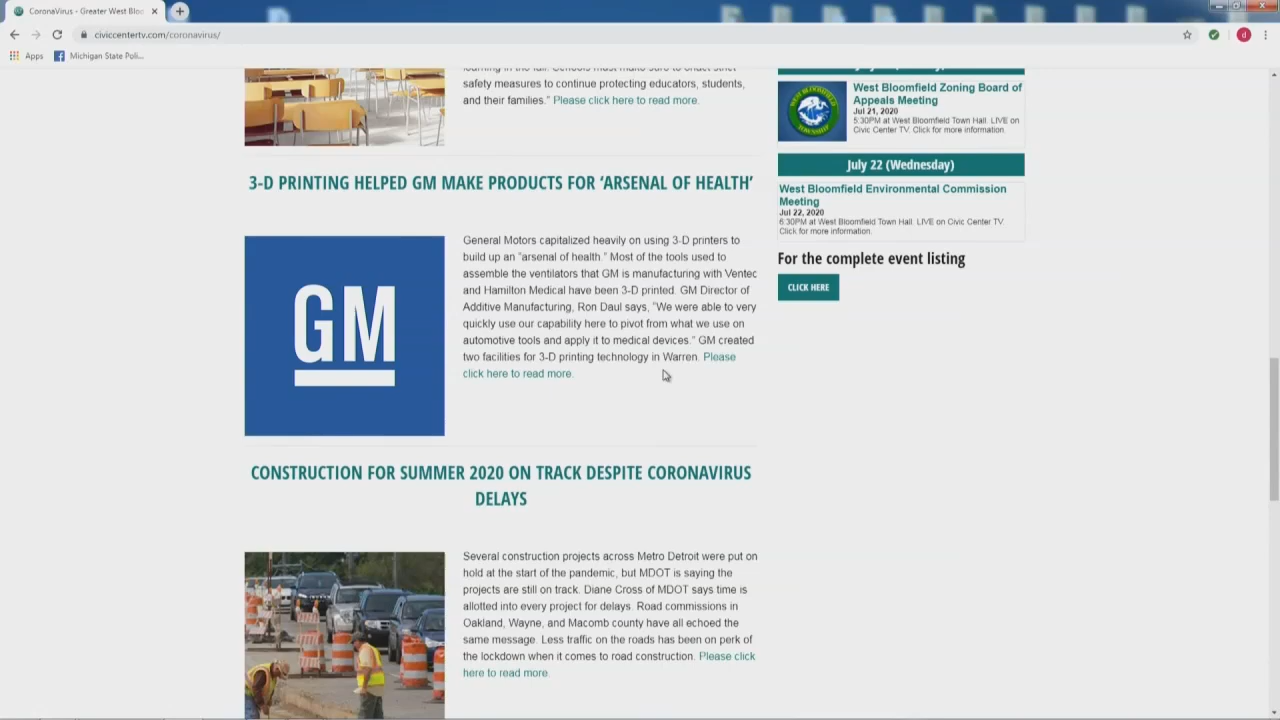 CoronaVirus - Greater West Bloo
civiccentertv.com/coronavirus/
d
Apps
Michigan State Poli...
safety measures to continue protecting educators, students,
and their families." Please click here to read more.
3-D PRINTING HELPED GM MAKE PRODUCTS FOR 'ARSENAL OF HEALTH'
GM
General Motors capitalized heavily on using 3-D printers to
build up an "arsenal of health." Most of the tools used to
assemble the ventilators that GM is manufacturing with Ventec
and Hamilton Medical have been 3-D printed. GM Director of
Additive Manufacturing, Ron Daul says, "We were able to very
quickly use our capability here to pivot from what we use on
automotive tools and apply it to medical devices." GM created
two facilities for 3-D printing technology in Warren. Please
click here to read more.
CONSTRUCTION FOR SUMMER 2020 ON TRACK DESPITE CORONAVIRUS
DELAYS
Several construction projects across Metro Detroit were put on
hold at the start of the pandemic, but MDOT is saying the
projects are still on track. Diane Cross of MDOT says time is
allotted into every project for delays. Road commissions in
Oakland, Wayne, and Macomb county have all echoed the
same message. Less traffic on the roads has been on perk of
the lockdown when it comes to road construction. Please click
here to read more.
WEST BLOOMFIELD
TOWNSHIP
West Bloomfield Zoning Board of
Appeals Meeting
Jul 21, 2020
5:30PM at West Bloomfield Town Hall. LIVE on
Civic Center TV. Click for more information.
July 22 (Wednesday)
West Bloomfield Environmental Commission
Meeting
Jul 22, 2020
6:30PM at West Bloomfield Town Hall. LIVE on Civic Center TV.
Click for more information.
For the complete event listing
CLICK HERE